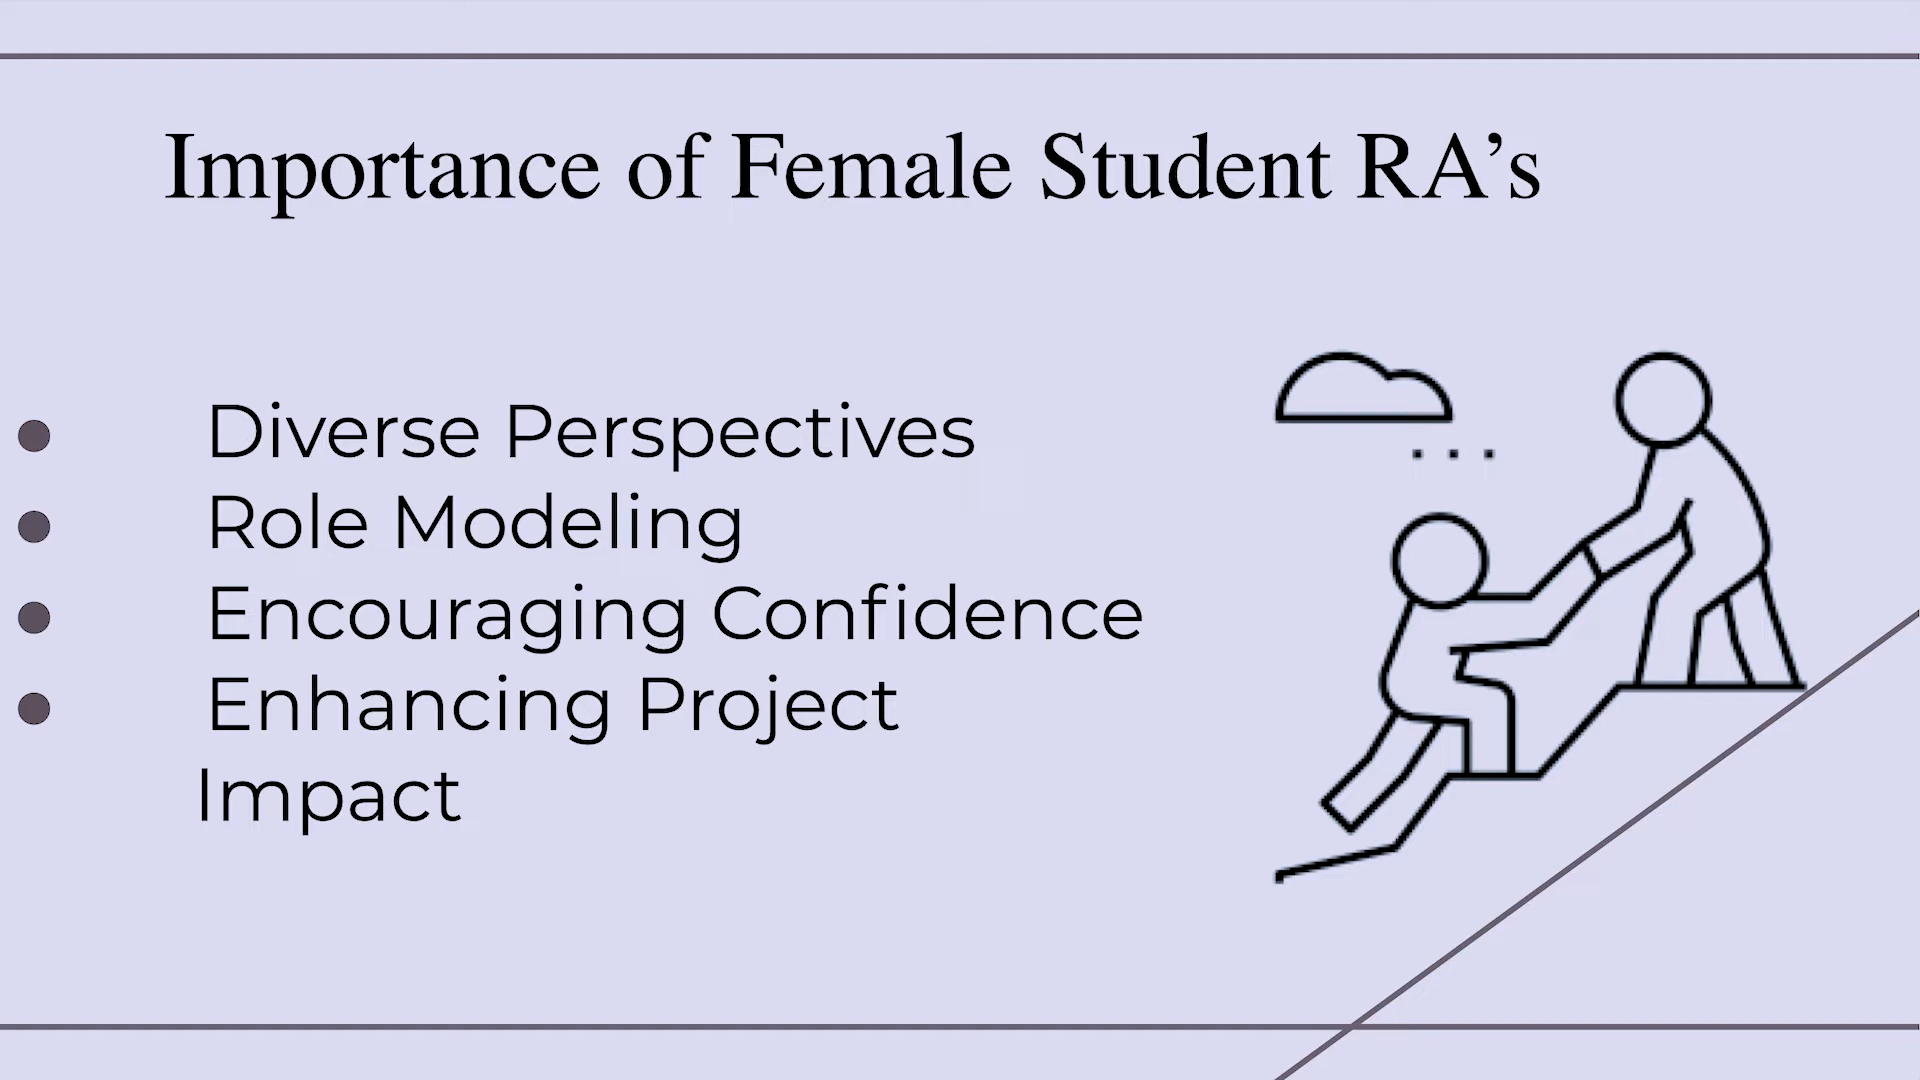 Importance of Female Student RA’s
● Diverse Perspectives
● Role Modeling
● Encouraging Confidence
● Enhancing Project
Impact